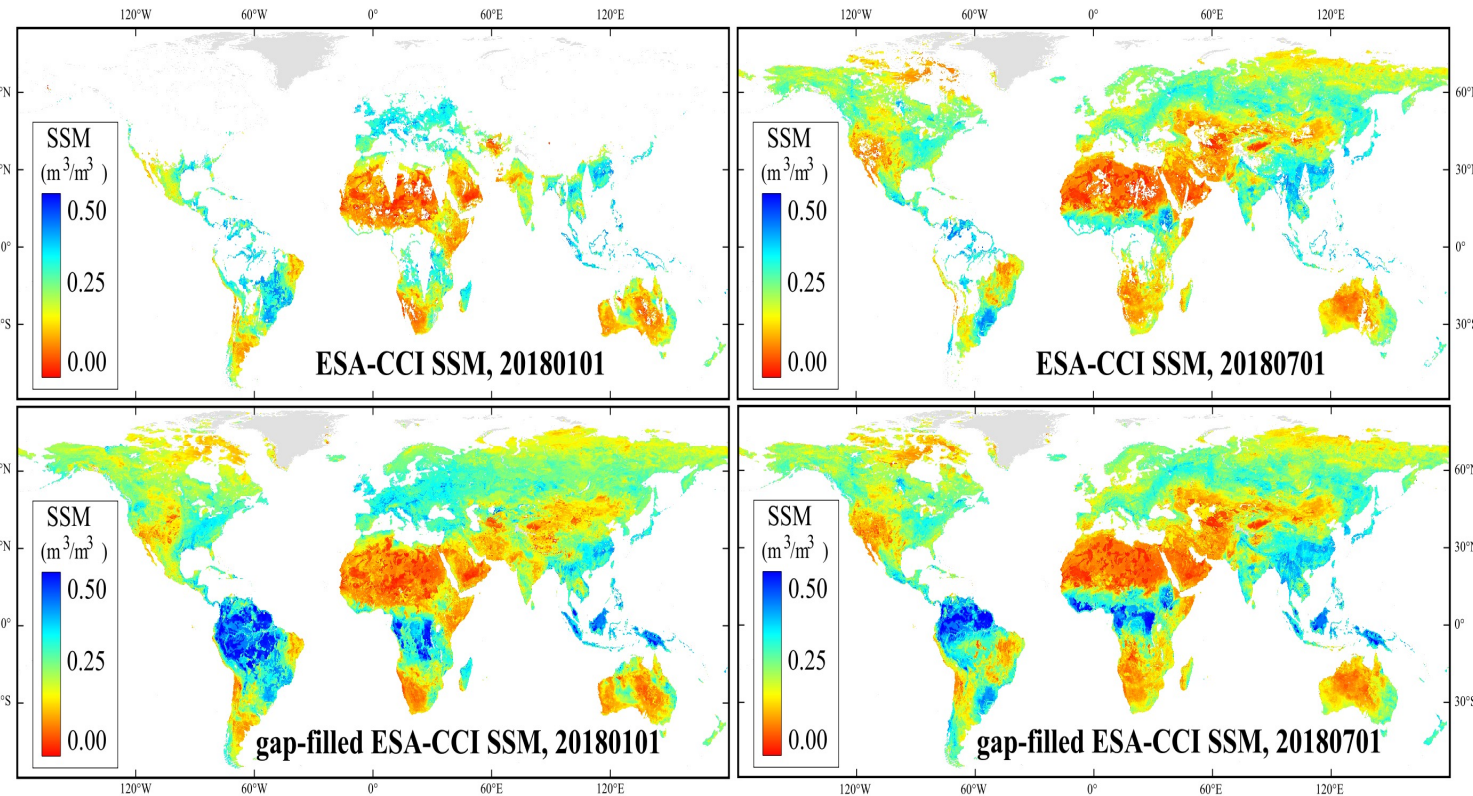 120°W 60°W 0° 60°E 120°E 120°W 60°W 0° 60°E 120°E
°N 60°N
SSM SSM
(m³/m³ ) (m³/m³ )
°N 30°N
0.50 0.50
0° 0°
0.25 0.25
°S 30°S
0.00 0.00
ESA-CCI SSM, 20180101 ESA-CCI SSM, 20180701
°N 60°N
SSM SSM
(m³/m³ ) (m³/m³ )
°N 30°N
0.50 0.50
0° 0°
0.25 0.25
°S 30°S
0.00 0.00
gap-filled ESA-CCI SSM, 20180101 gap-filled ESA-CCI SSM, 20180701
120°W 60°W 0° 60°E 120°E 120°W 60°W 0° 60°E 120°E